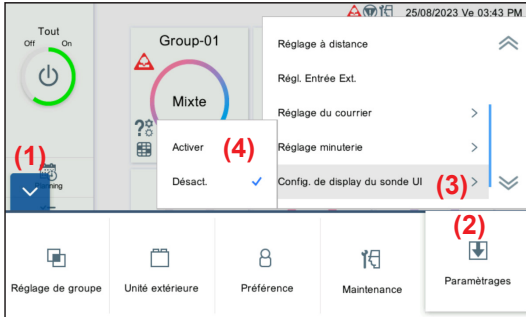 25/08/2023 Ve 03:43 PM
Tout
Off On
Group-01
Mixte
(1)
Réglage à distance
Régl. Entrée Ext.
Réglage du courrier
Réglage minuterie
Config. de display du sonde UI
(3)
Activer
(4)
Désact.
(2)
Réglage de groupe
Unité extérieure
Préférence
Maintenance
Paramètrages